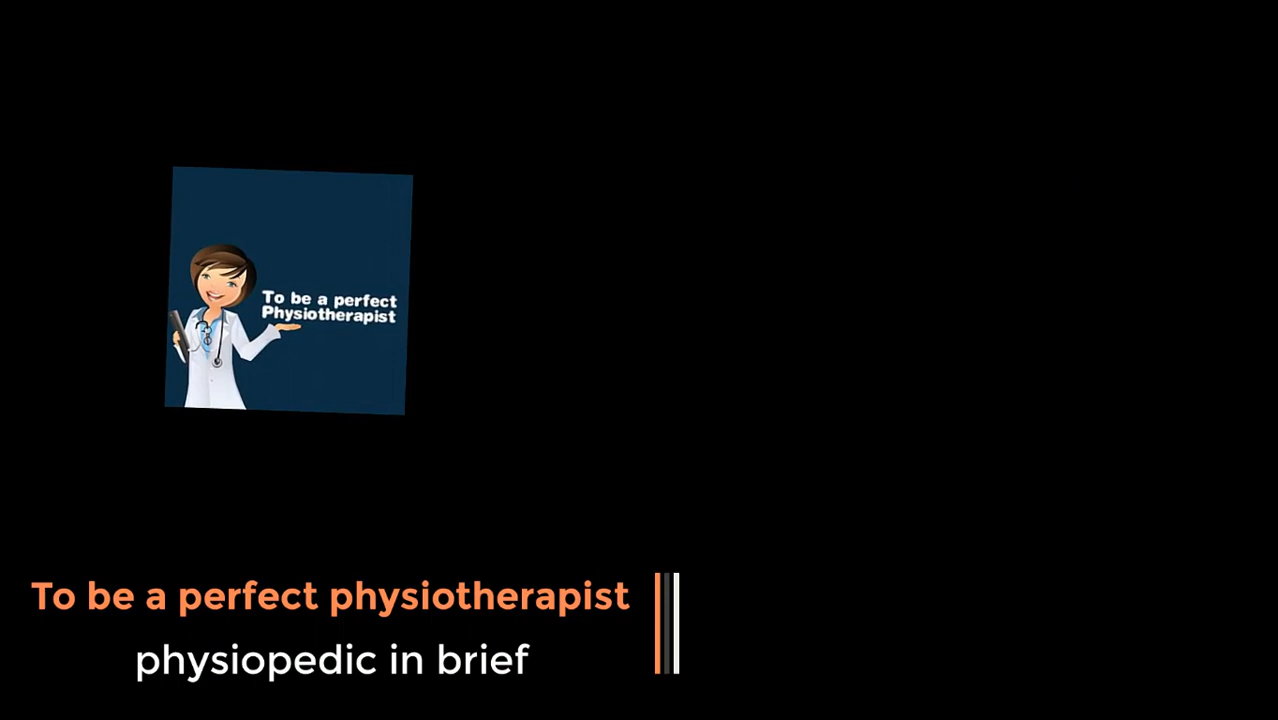 To be a perfect
Physiotherapist
To be a perfect physiotherapist
physiopedic in brief